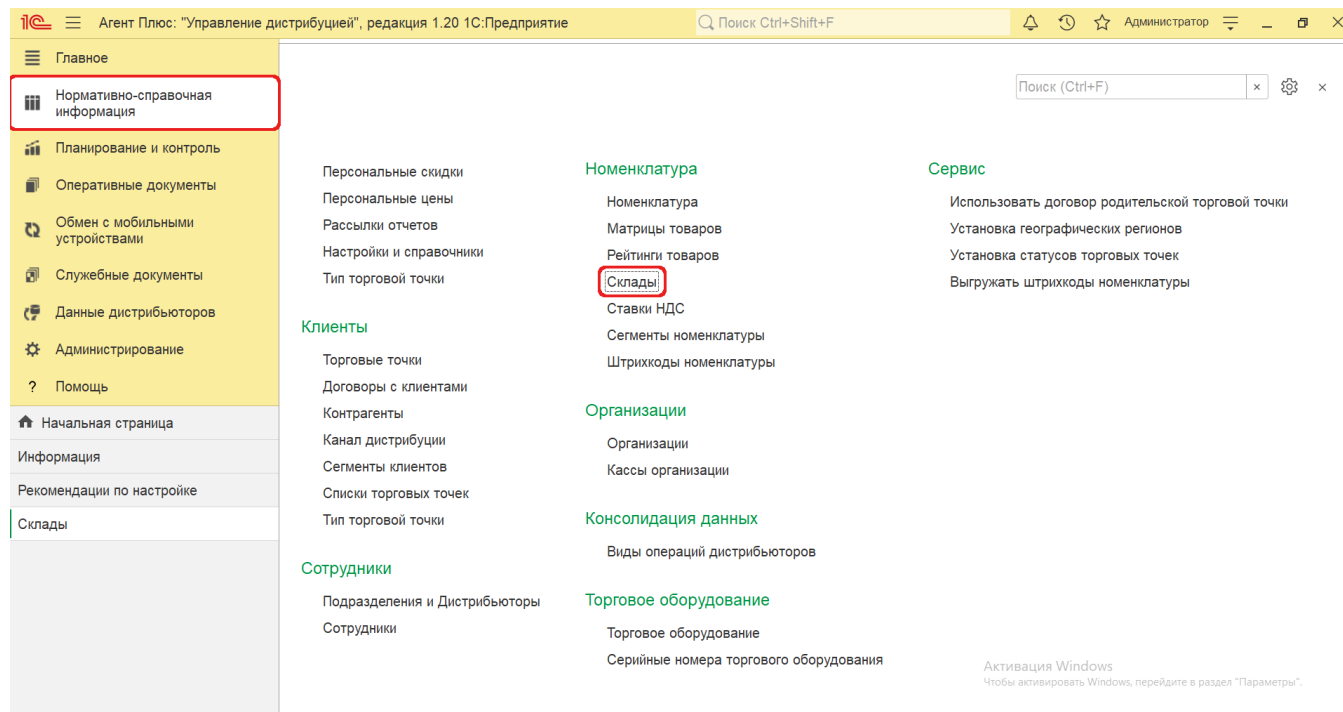 1С Агент Плюс: "Управление дистрибуцией", редакция 1.20 1С:Предприятие
Поиск Ctrl+Shift+F
Администратор
Главное
Нормативно-справочная
информация
Планирование и контроль
Оперативные документы
Обмен с мобильными
устройствами
Служебные документы
Данные дистрибьюторов
Администрирование
? Помощь
Начальная страница
Информация
Рекомендации по настройке
Склады
Поиск (Ctrl+F)
Персональные скидки
Персональные цены
Рассылки отчетов
Настройки и справочники
Тип торговой точки
Клиенты
Торговые точки
Договоры с клиентами
Контрагенты
Канал дистрибуции
Сегменты клиентов
Списки торговых точек
Тип торговой точки
Сотрудники
Подразделения и Дистрибьюторы
Сотрудники
Номенклатура
Номенклатура
Матрицы товаров
Рейтинги товаров
Склады
Ставки НДС
Сегменты номенклатуры
Штрихкоды номенклатуры
Организации
Организации
Кассы организации
Консолидация данных
Виды операций дистрибьюторов
Торговое оборудование
Торговое оборудование
Серийные номера торгового оборудования
Сервис
Использовать договор родительской торговой точки
Установка географических регионов
Установка статусов торговых точек
Выгружать штрихкоды номенклатуры
Активация Windows
Чтобы активировать Windows, перейдите в раздел "Параметры".